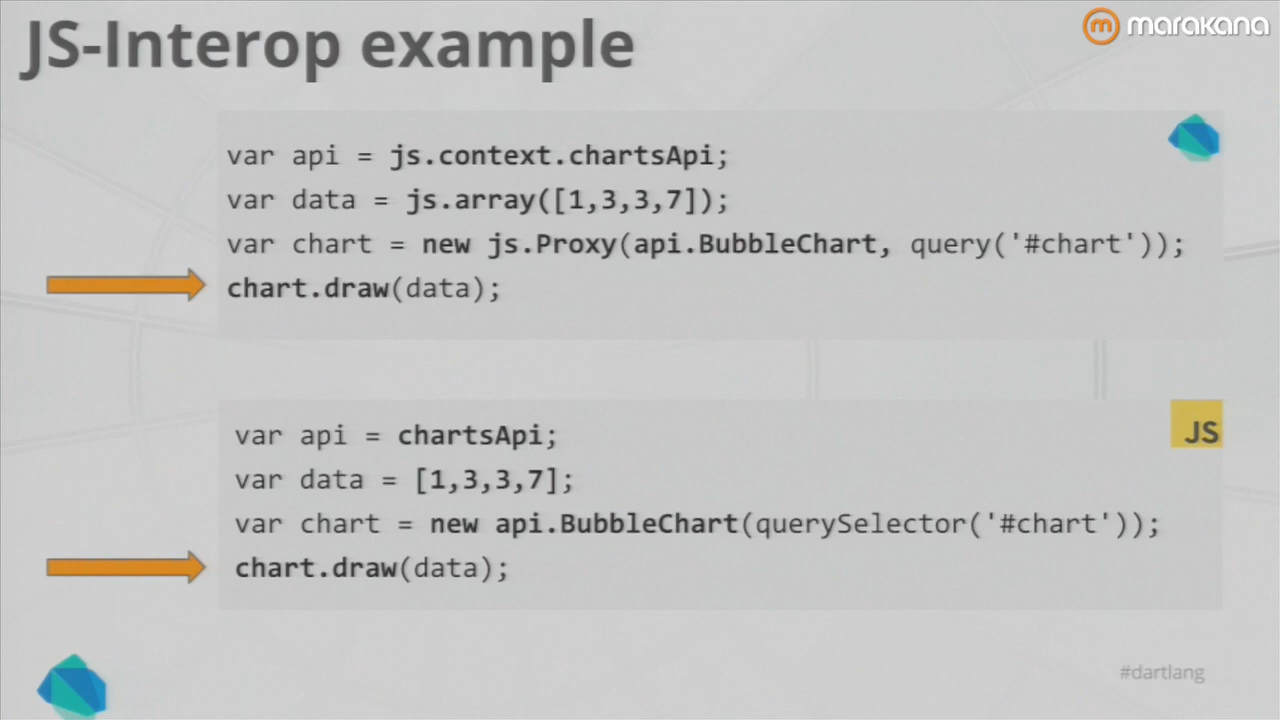 JS-Interop example
marakana
var api = js.context.chartsApi;
var data = js.array([1,3,3,7]);
var chart = new js.Proxy(api.BubbleChart, query('#chart'));
chart.draw(data);
JS
var api = chartsApi;
var data = [1,3,3,7];
var chart = new api.BubbleChart(querySelector('#chart'));
chart.draw(data);
#dartlang